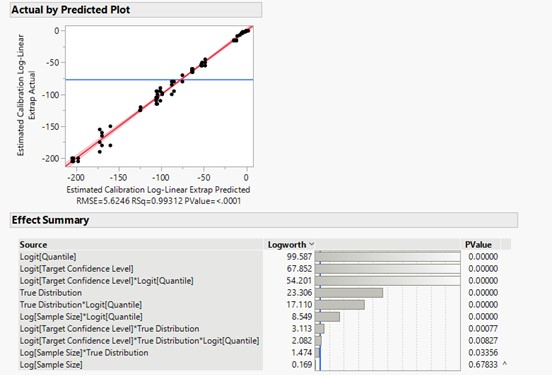 Actual by Predicted Plot
Estimated Calibration Log-Linear
Extrap Actual
0
-50
-100
-150
-200
-200 -150 -100 -50 0
Estimated Calibration Log-Linear Extrap Predicted
RMSE=5.6246 RSq=0.99312 PValue=<.0001
Effect Summary
Source Logworth PValue
Logit[Quantile] 99.587 0.00000
Logit[Target Confidence Level] 67.852 0.00000
Logit[Target Confidence Level]*Logit[Quantile] 54.201 0.00000
True Distribution 23.306 0.00000
True Distribution*Logit[Quantile] 17.110 0.00000
Log[Sample Size]*Logit[Quantile] 8.549 0.00000
Logit[Target Confidence Level]*True Distribution 3.113 0.00077
Logit[Target Confidence Level]*True Distribution*Logit[Quantile] 2.082 0.00827
Log[Sample Size]*True Distribution 1.474 0.03356
Log[Sample Size] 0.169 0.67833 ^